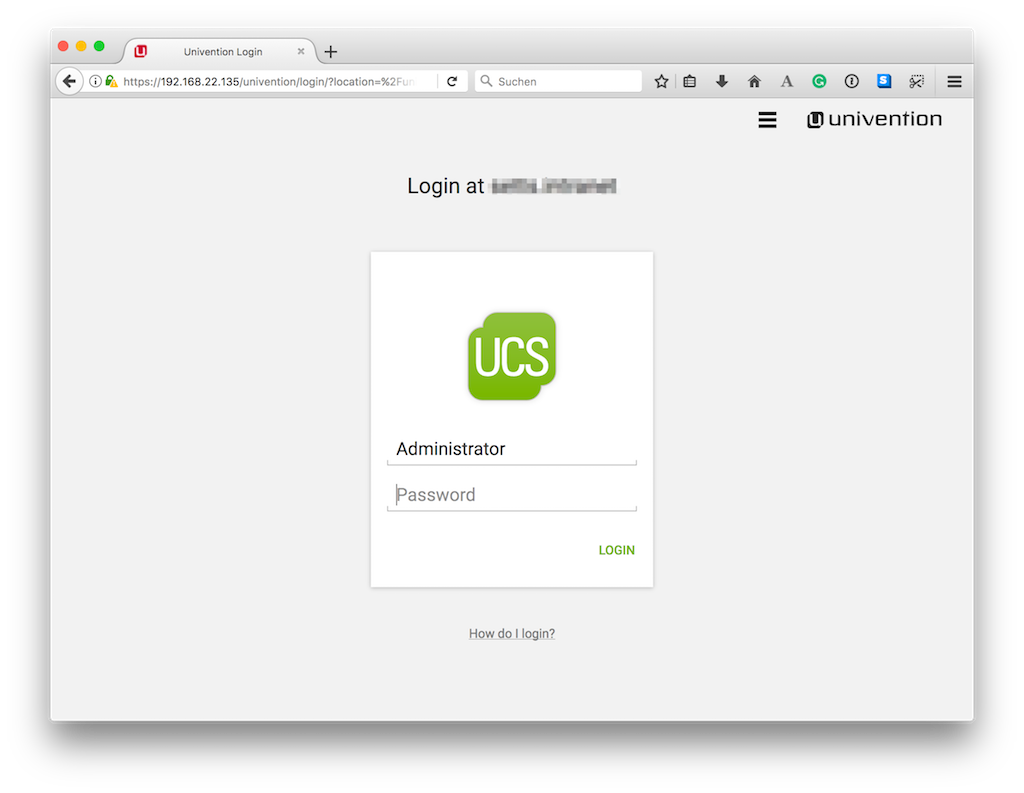 Univention Login
https://192.168.22.135/univention/login/?location=%2Fun
Suchen
univention
Login at
UCS
Administrator
Password
LOGIN
How do I login?